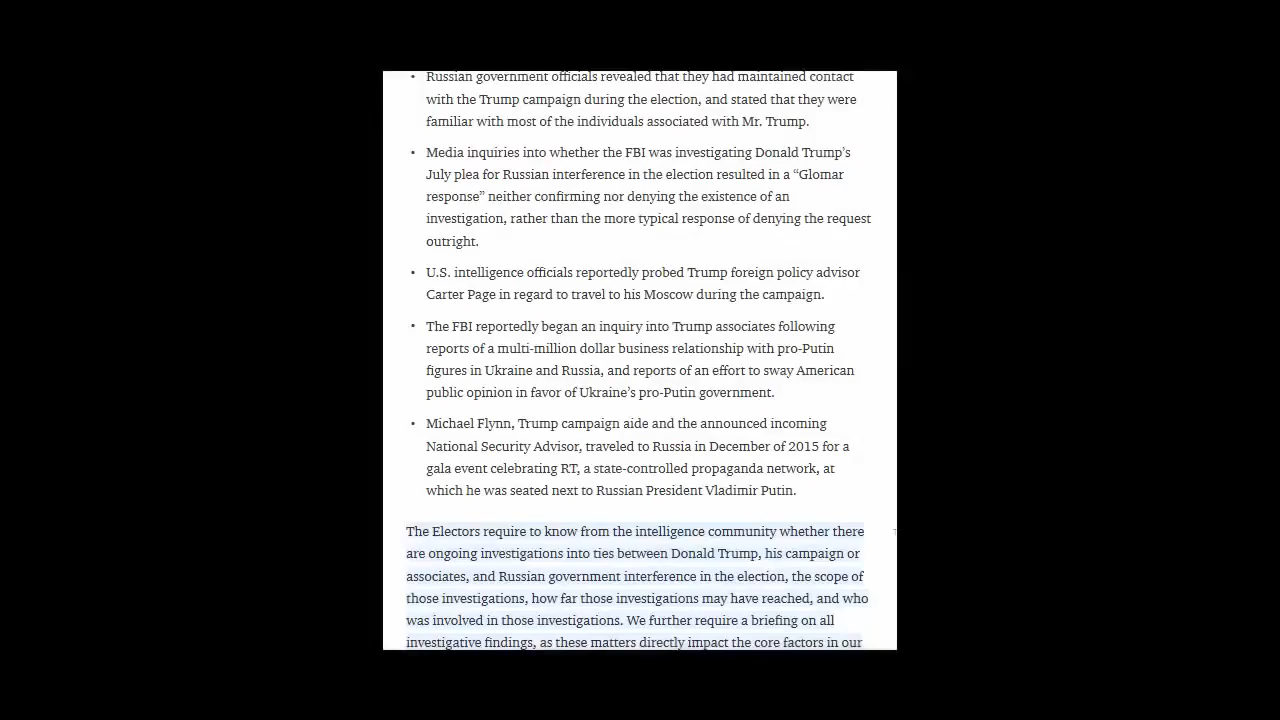 • Russian government officials revealed that they had maintained contact
with the Trump campaign during the election, and stated that they were
familiar with most of the individuals associated with Mr. Trump.
• Media inquiries into whether the FBI was investigating Donald Trump’s
July plea for Russian interference in the election resulted in a “Glomar
response” neither confirming nor denying the existence of an
investigation, rather than the more typical response of denying the request
outright.
• U.S. intelligence officials reportedly probed Trump foreign policy advisor
Carter Page in regard to travel to his Moscow during the campaign.
• The FBI reportedly began an inquiry into Trump associates following
reports of a multi-million dollar business relationship with pro-Putin
figures in Ukraine and Russia, and reports of an effort to sway American
public opinion in favor of Ukraine’s pro-Putin government.
• Michael Flynn, Trump campaign aide and the announced incoming
National Security Advisor, traveled to Russia in December of 2015 for a
gala event celebrating RT, a state-controlled propaganda network, at
which he was seated next to Russian President Vladimir Putin.
The Electors require to know from the intelligence community whether there
are ongoing investigations into ties between Donald Trump, his campaign or
associates, and Russian government interference in the election, the scope of
those investigations, how far those investigations may have reached, and who
was involved in those investigations. We further require a briefing on all
investigative findings, as these matters directly impact the core factors in our